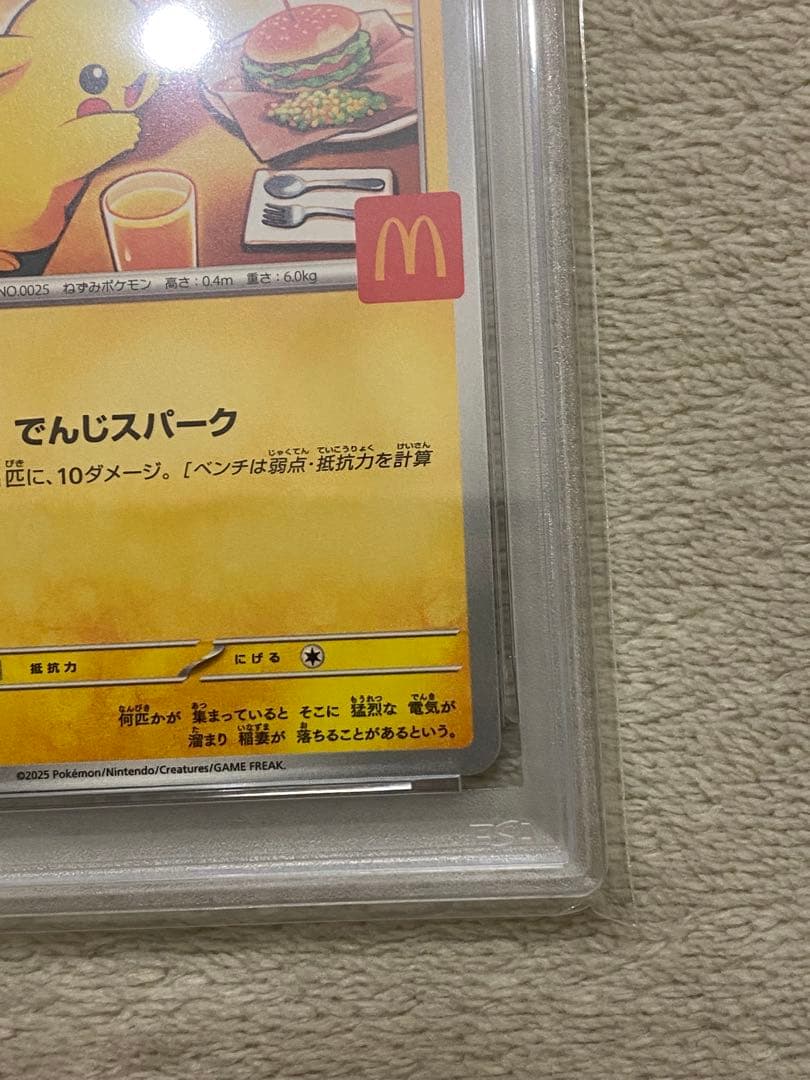 NO.0025 ねずみポケモン 高さ:0.4m 重さ:6.0kg
でんじスパーク
匹に、10ダメージ。[ベンチは弱点・抵抗力を計算
抵抗力 にげる
何匹かが 集まっていると そこに 猛烈な 電気が
溜まり 稲妻が 落ちることがあるという。
©2025 Pokémon/Nintendo/Creatures/GAME FREAK.